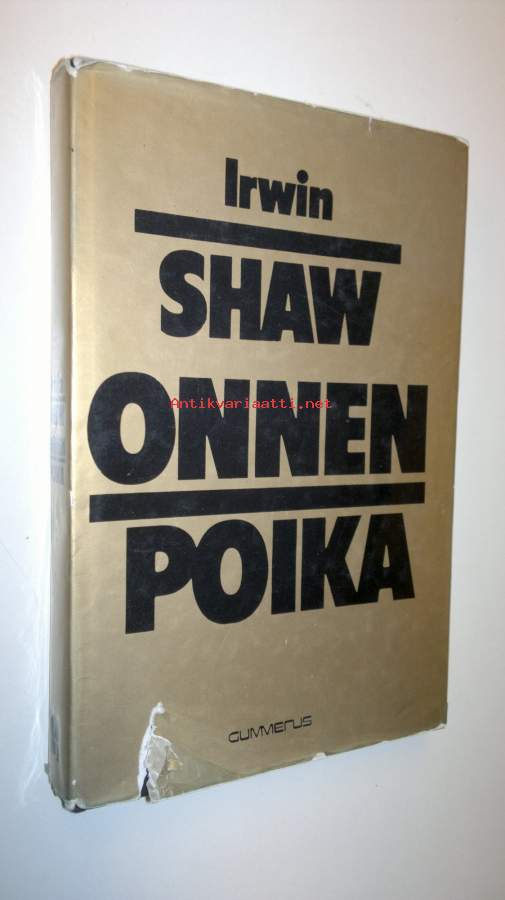 Irwin
SHAW
ONNEN
Antikvariaatti.net
POIKA
GUMMERUS